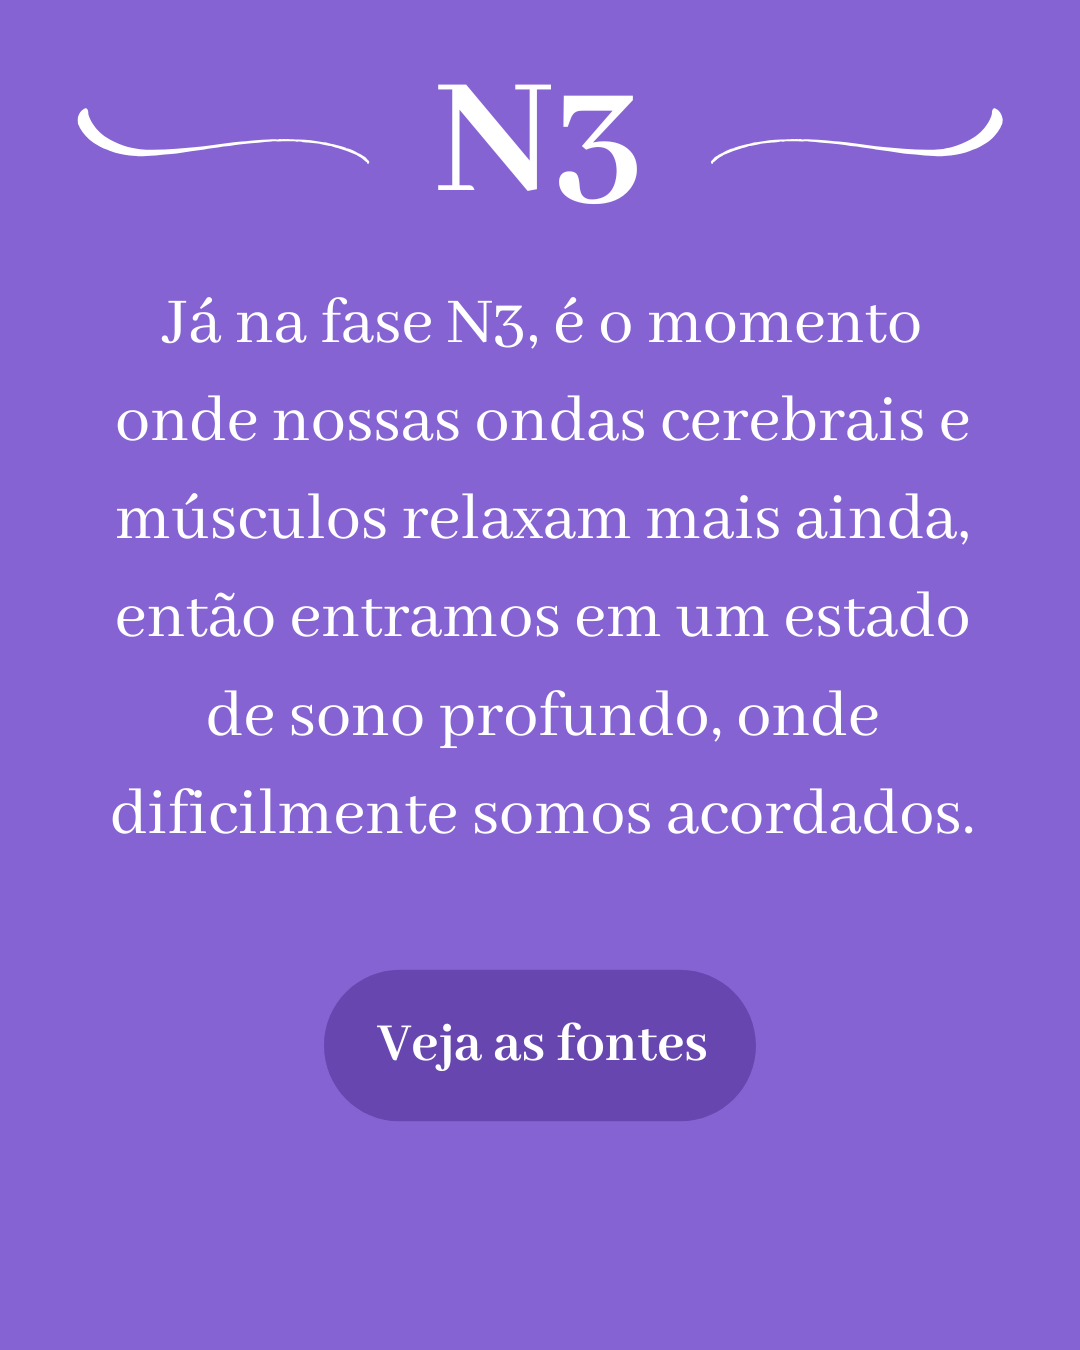 N3
Já na fase N3, é o momento
onde nossas ondas cerebrais e
músculos relaxam mais ainda,
então entramos em um estado
de sono profundo, onde
dificilmente somos acordados.
Veja as fontes